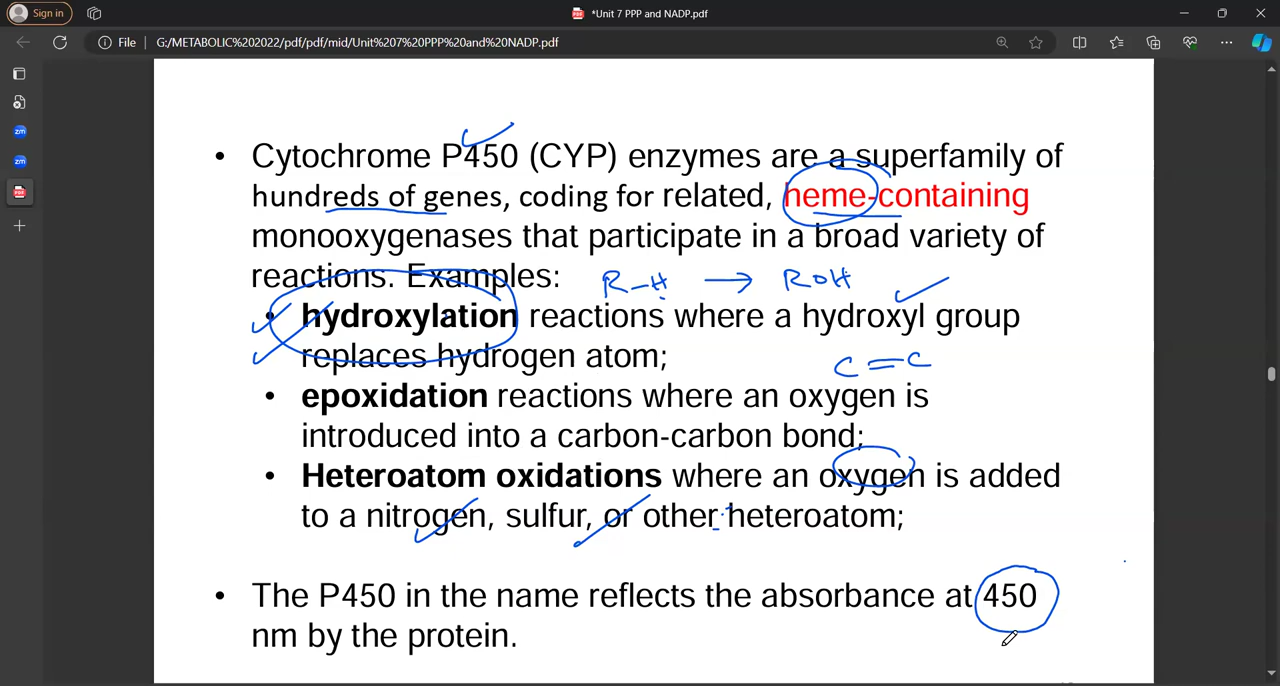 Sign in
*Unit 7 PPP and NADP.pdf
File
G:/METABOLIC%202022/pdf/pdf/mid/Unit%207%20PPP%20and%20NADP.pdf
zm
zm
• Cytochrome P450 (CYP) enzymes are a superfamily of
hundreds of genes, coding for related, heme-containing
monooxygenases that participate in a broad variety of
reactions. Examples:
R-H → ROH
• hydroxylation reactions where a hydroxyl group
replaces hydrogen atom;
C=C
• epoxidation reactions where an oxygen is
introduced into a carbon-carbon bond;
• Heteroatom oxidations where an oxygen is added
to a nitrogen, sulfur, or other heteroatom;
• The P450 in the name reflects the absorbance at 450
nm by the protein.